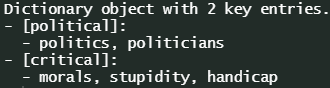 Dictionary object with 2 key entries.
- [political]:
  - politics, politicians
- [critical]:
  - morals, stupidity, handicap